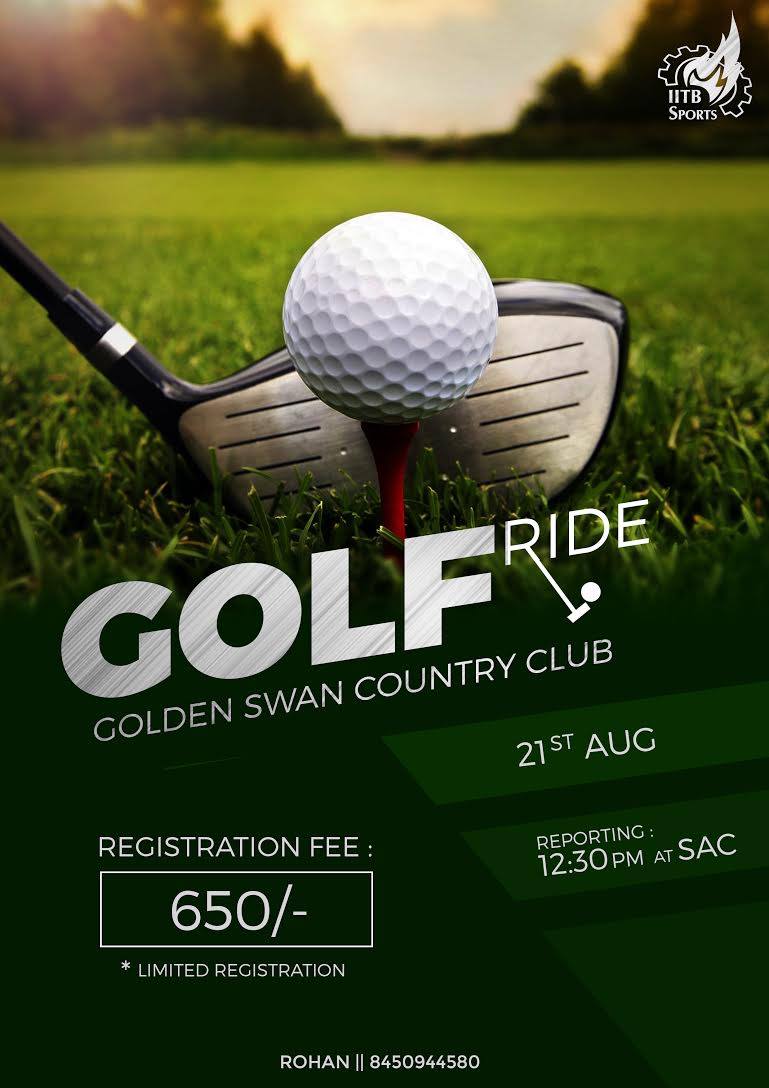 IITB
SPORTS
GOLF RIDE
GOLDEN SWAN COUNTRY CLUB
21ST AUG
REPORTING :
12:30 PM AT SAC
REGISTRATION FEE :
650/-
* LIMITED REGISTRATION
ROHAN || 8450944580